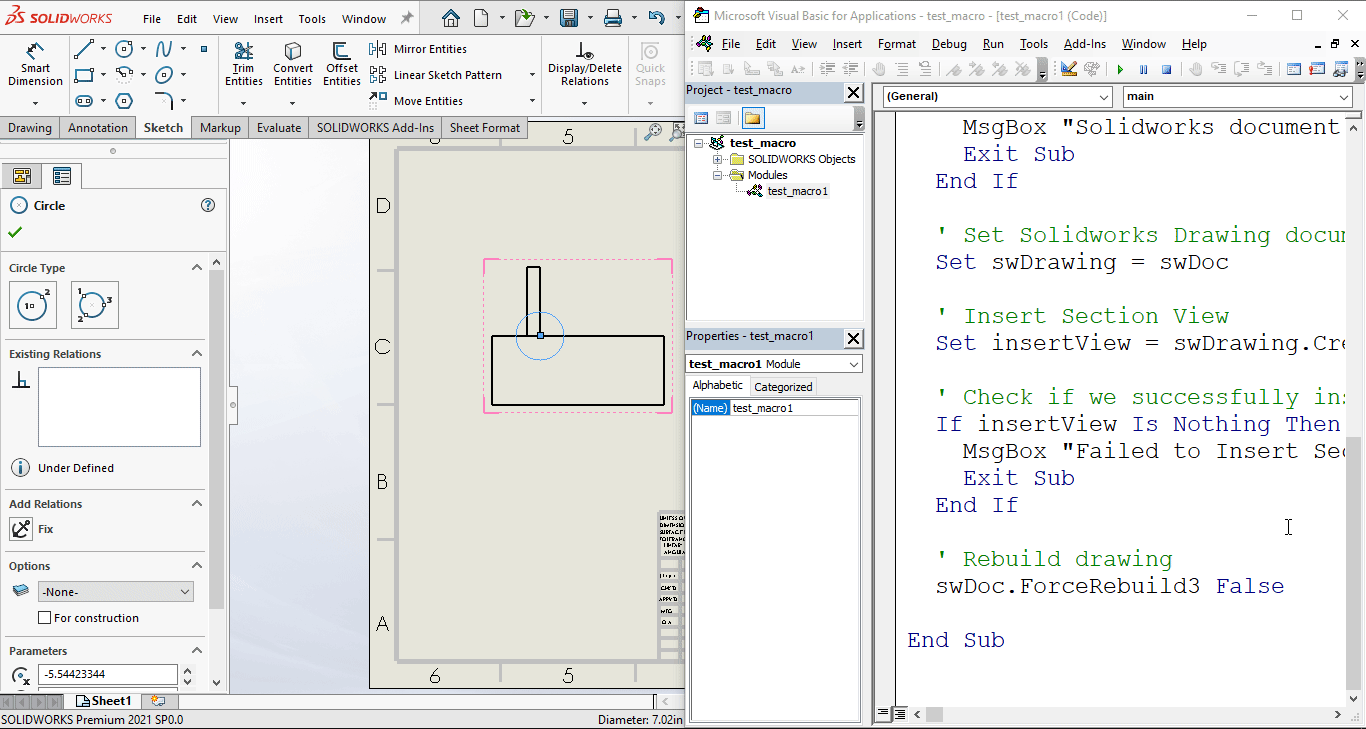 SOLIDWORKS
File Edit View Insert Tools Window
Smart Dimension
Trim Entities
Convert Entities
Offset Entities
Mirror Entities
Linear Sketch Pattern
Move Entities
Display/Delete Relations
Quick Snaps
Drawing Annotation Sketch Markup Evaluate SOLIDWORKS Add-Ins Sheet Format
Circle
Circle Type
Existing Relations
Under Defined
Add Relations
Fix
Options
-None-
For construction
Parameters
-5.54423344
Sheet1
SOLIDWORKS Premium 2021 SP0.0
Diameter: 7.02in
5
D
C
B
A
6 5
Microsoft Visual Basic for Applications - test_macro - [test_macro1 (Code)]
File Edit View Insert Format Debug Run Tools Add-Ins Window Help
Project - test_macro
test_macro
SOLIDWORKS Objects
Modules
test_macro1
Properties - test_macro1
test_macro1 Module
Alphabetic Categorized
(Name) test_macro1
(General) main
MsgBox "Solidworks document
Exit Sub
End If
' Set Solidworks Drawing docu
Set swDrawing = swDoc
' Insert Section View
Set insertView = swDrawing.Cre
' Check if we successfully ins
If insertView Is Nothing Then
MsgBox "Failed to Insert Sec
Exit Sub
End If
' Rebuild drawing
swDoc.ForceRebuild3 False
End Sub